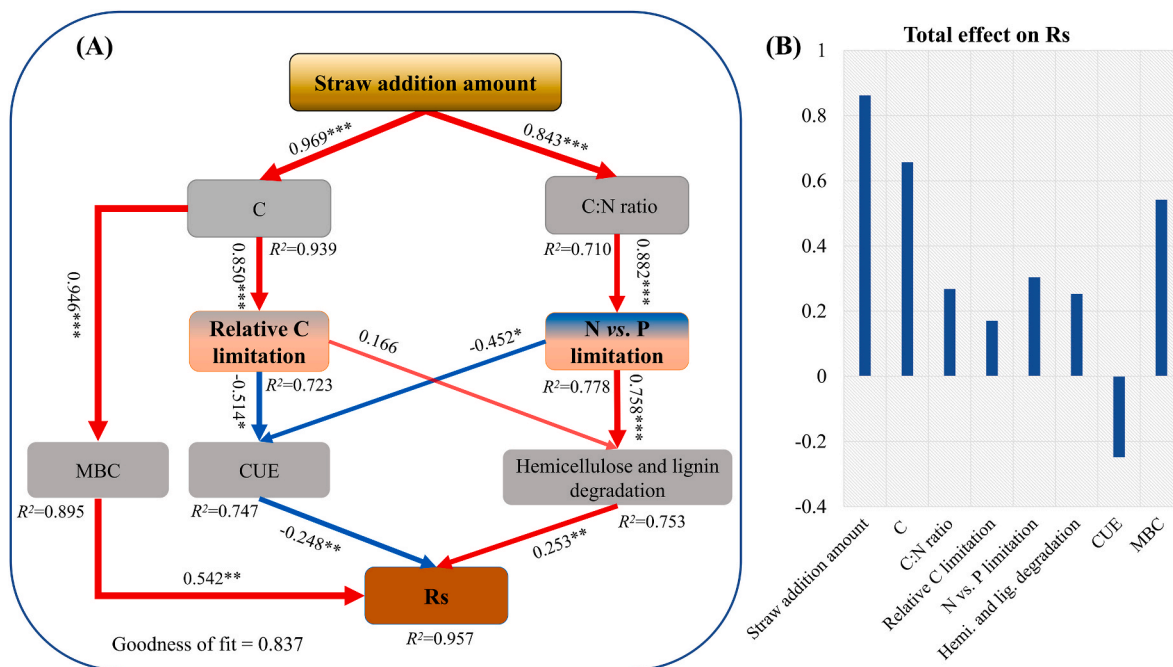 (A)
Straw addition amount
0.969***
0.843***
C
C:N ratio
R²=0.939
R²=0.710
0.946***
0.850***
0.882***
Relative C
limitation
N vs. P
limitation
0.166
-0.452*
R²=0.723
R²=0.778
-0.514*
0.758***
MBC
CUE
Hemicellulose and lignin
degradation
R²=0.895
R²=0.747
R²=0.753
-0.248**
0.253**
0.542**
Rs
R²=0.957
Goodness of fit = 0.837
(B)
Total effect on Rs
1
0.8
0.6
0.4
0.2
0
-0.2
-0.4
Straw addition amount
C
C:N ratio
Relative C limitation
N vs. P limitation
Hemi. and lig. degradation
CUE
MBC